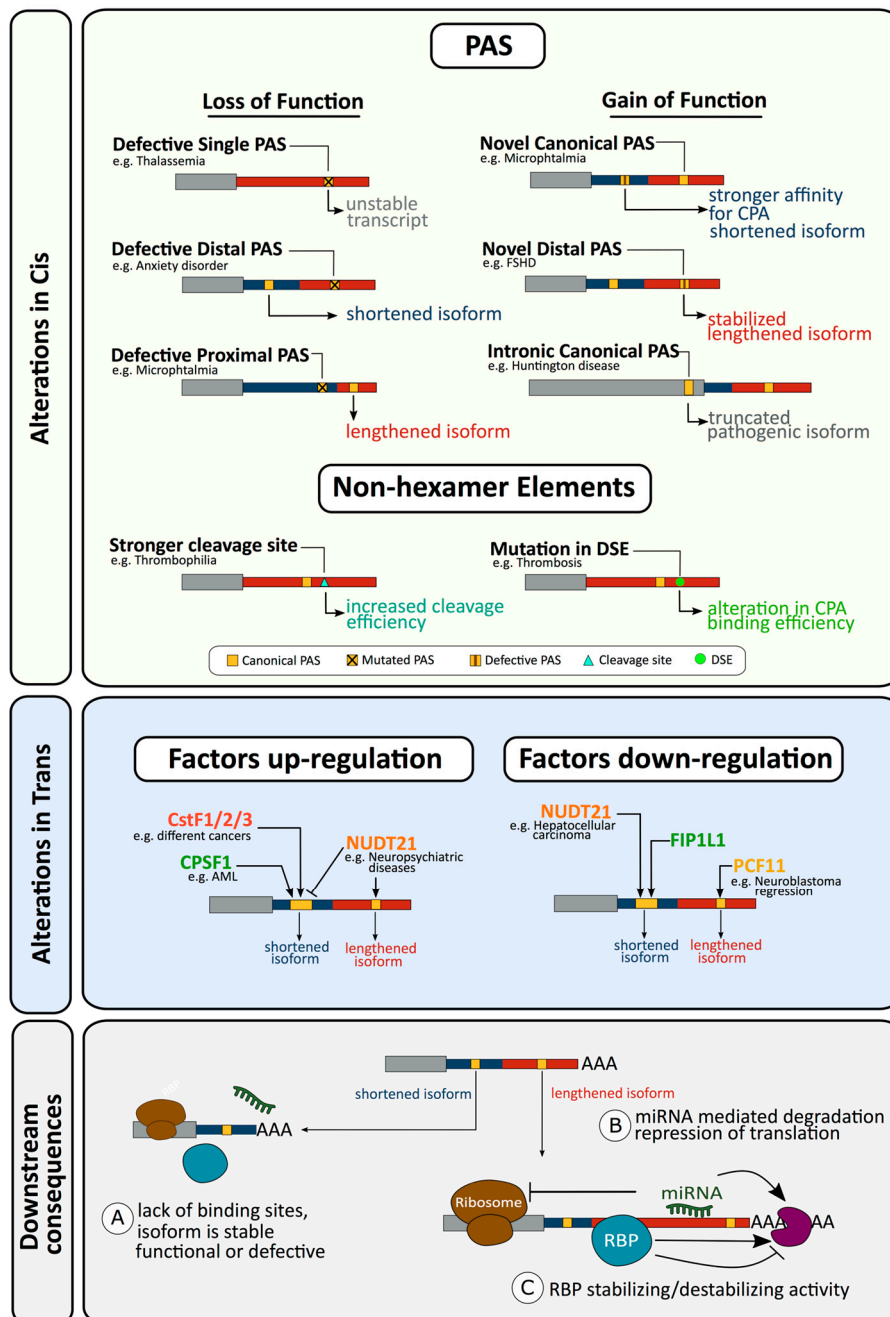 Alterations in Cis
PAS
Loss of Function
Gain of Function
Defective Single PAS
e.g. Thalassemia
unstable
transcript
Novel Canonical PAS
e.g. Microphtalmia
stronger affinity
for CPA
shortened isoform
Defective Distal PAS
e.g. Anxiety disorder
shortened isoform
Novel Distal PAS
e.g. FSHD
stabilized
lengthened isoform
Defective Proximal PAS
e.g. Microphtalmia
lengthened isoform
Intronic Canonical PAS
e.g. Huntington disease
truncated
pathogenic isoform
Non-hexamer Elements
Stronger cleavage site
e.g. Thrombophilia
increased cleavage
efficiency
Mutation in DSE
e.g. Thrombosis
alteration in CPA
binding efficiency
Canonical PAS
Mutated PAS
Defective PAS
Cleavage site
DSE
Alterations in Trans
Factors up-regulation
CstF1/2/3
e.g. different cancers
CPSF1
e.g. AML
NUDT21
e.g. Neuropsychiatric
diseases
shortened
isoform
lengthened
isoform
Factors down-regulation
NUDT21
e.g. Hepatocellular
carcinoma
FIP1L1
PCF11
e.g. Neuroblastoma
regression
shortened
isoform
lengthened
isoform
Downstream
consequences
AAA
shortened isoform
lengthened isoform
RBP
AAA
A
lack of binding sites,
isoform is stable
functional or defective
B
miRNA mediated degradation
repression of translation
Ribosome
miRNA
RBP
AAA
AA
C
RBP stabilizing/destabilizing activity